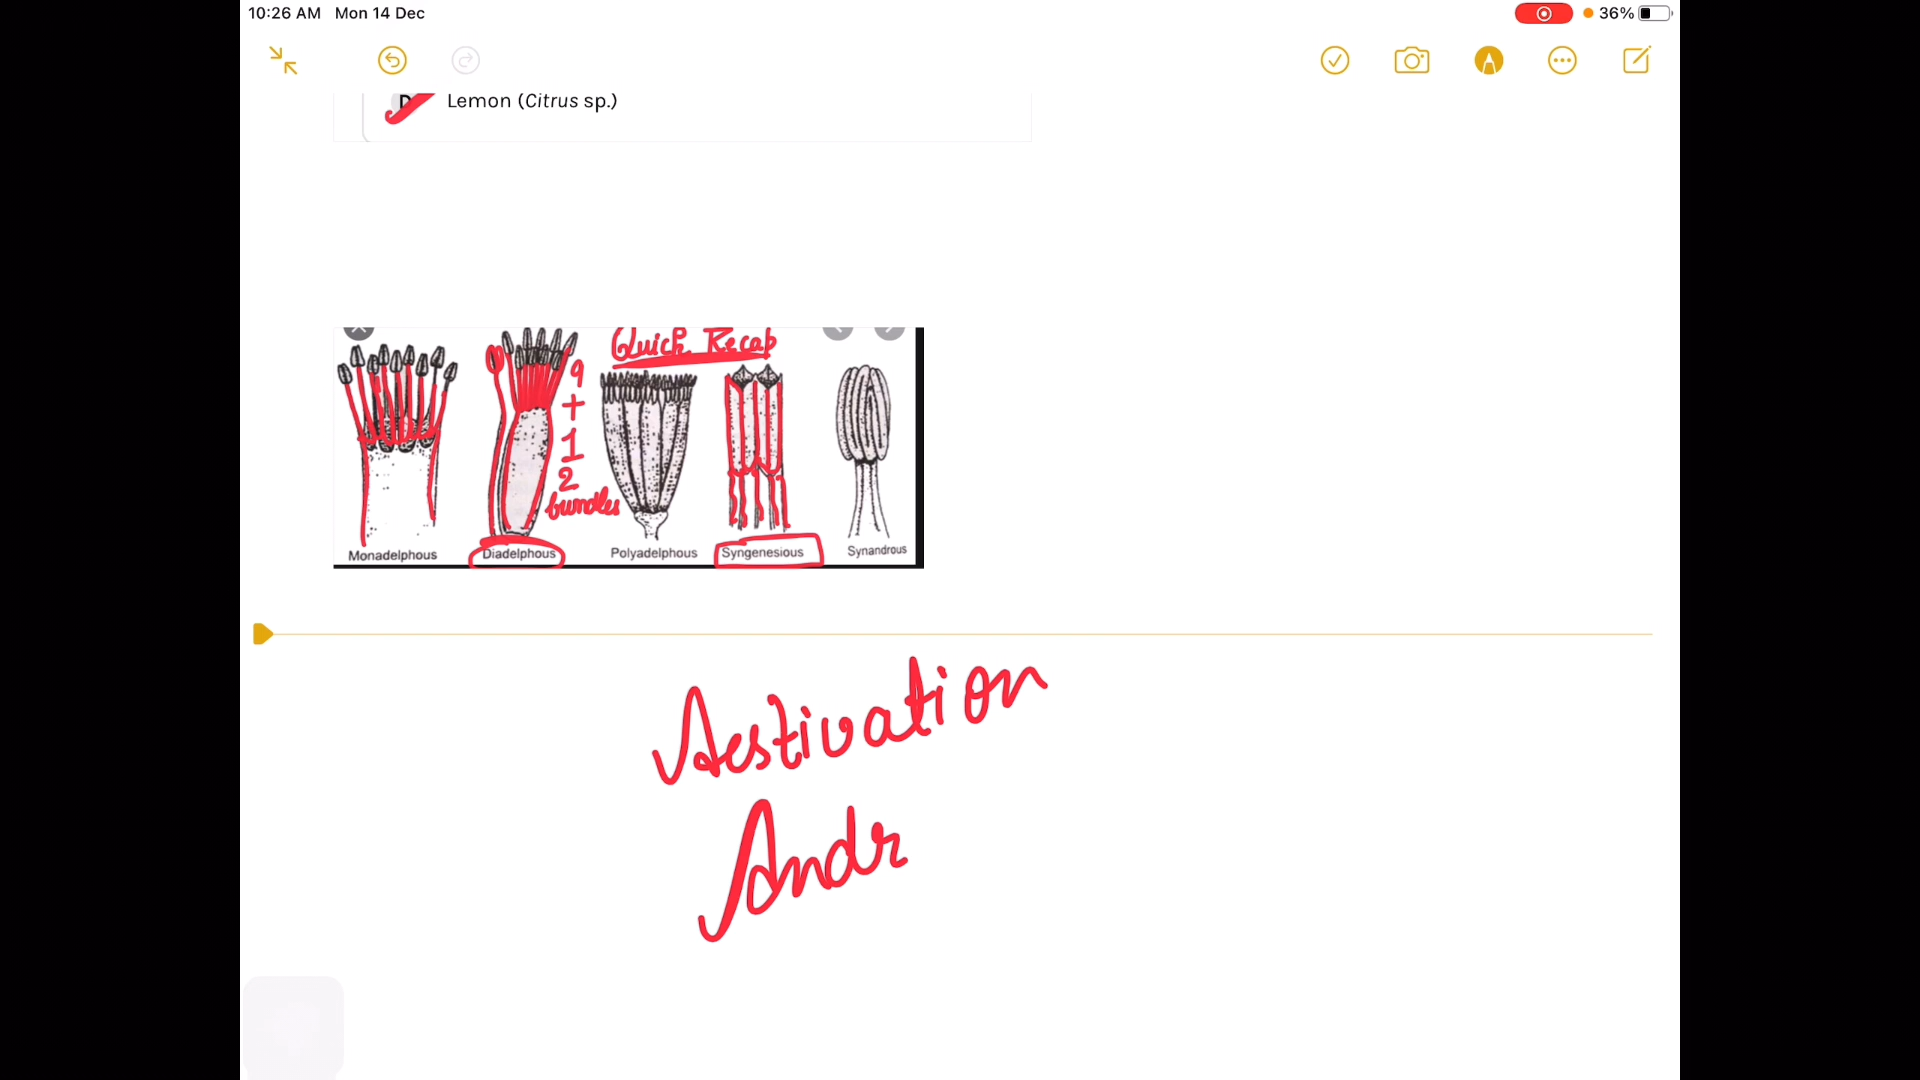 10:26 AM Mon 14 Dec
36%
D Lemon (Citrus sp.)
Quick Recap
9
+
1
2
bundles
Monadelphous Diadelphous Polyadelphous Syngenesious Synandrous
Aestivation
Andr